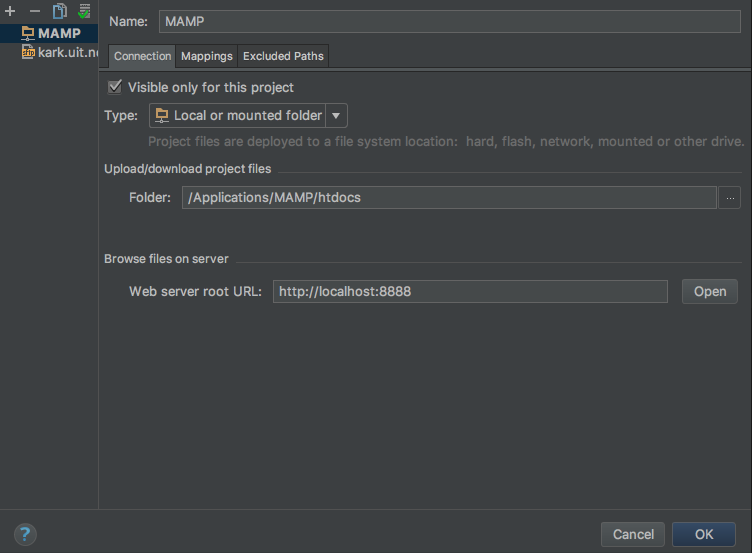 Name: MAMP
MAMP
kark.uit.n
Connection Mappings Excluded Paths
Visible only for this project
Type: Local or mounted folder
Project files are deployed to a file system location: hard, flash, network, mounted or other drive.
Upload/download project files
Folder: /Applications/MAMP/htdocs ...
Browse files on server
Web server root URL: http://localhost:8888 Open
? Cancel OK